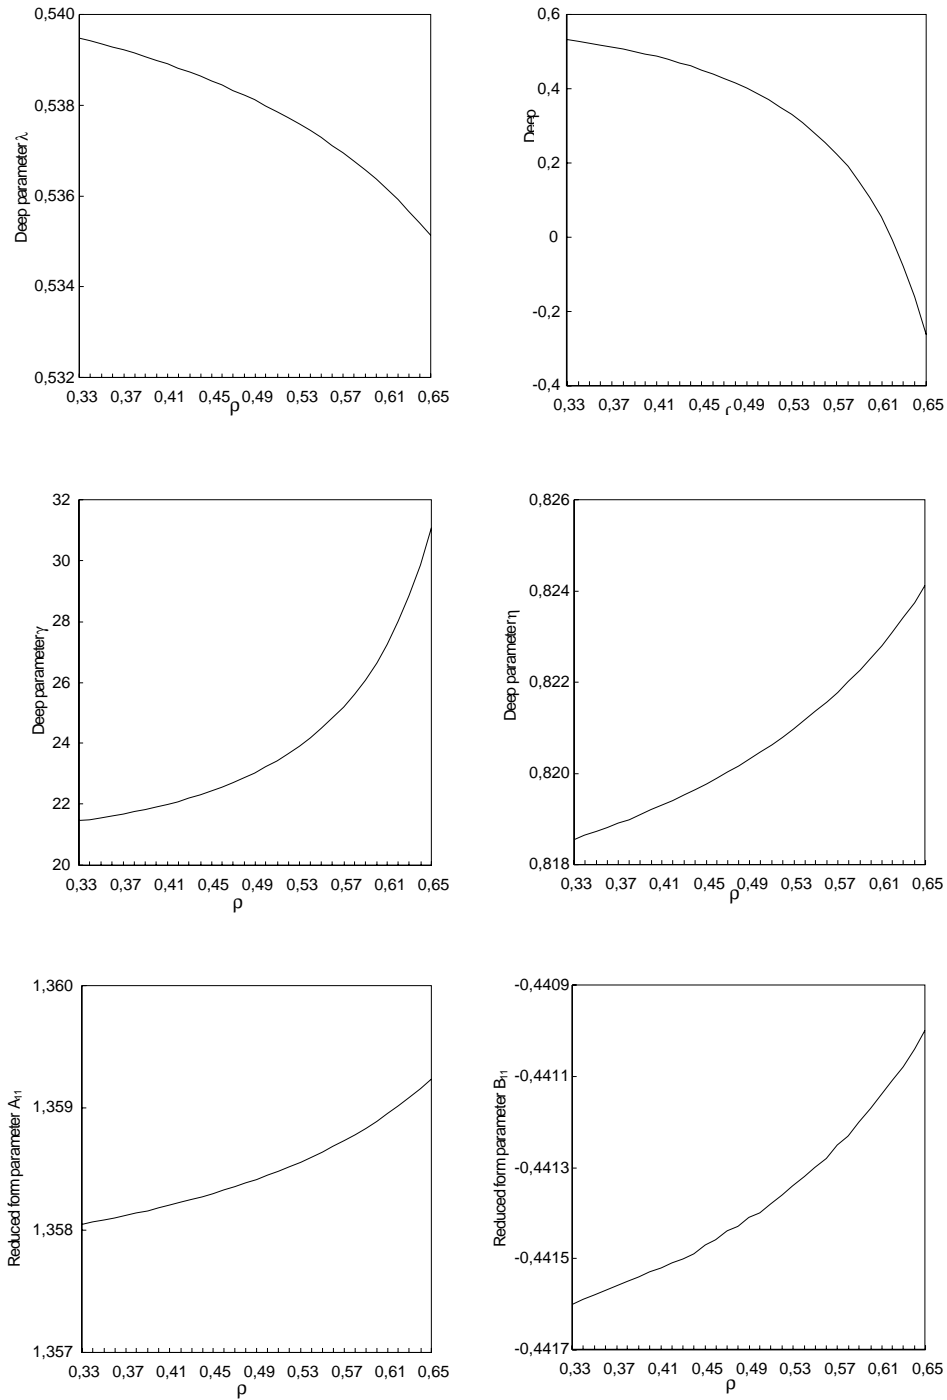 0,540
0,538
0,536
0,534
0,532
Deep parameter λ
0,33 0,37 0,41 0,45 0,49 0,53 0,57 0,61 0,65
ρ
0,6
0,4
0,2
0
-0,2
-0,4
Deep
0,33 0,37 0,41 0,45 0,49 0,53 0,57 0,61 0,65
32
30
28
26
24
22
20
Deep parameter γ
0,33 0,37 0,41 0,45 0,49 0,53 0,57 0,61 0,65
ρ
0,826
0,824
0,822
0,820
0,818
Deep parameter η
0,33 0,37 0,41 0,45 0,49 0,53 0,57 0,61 0,65
ρ
1,360
1,359
1,358
1,357
Reduced form parameter A₁₁
0,33 0,37 0,41 0,45 0,49 0,53 0,57 0,61 0,65
ρ
-0,4409
-0,4411
-0,4413
-0,4415
-0,4417
Reduced form parameter B₁₁
0,33 0,37 0,41 0,45 0,49 0,53 0,57 0,61 0,65
ρ